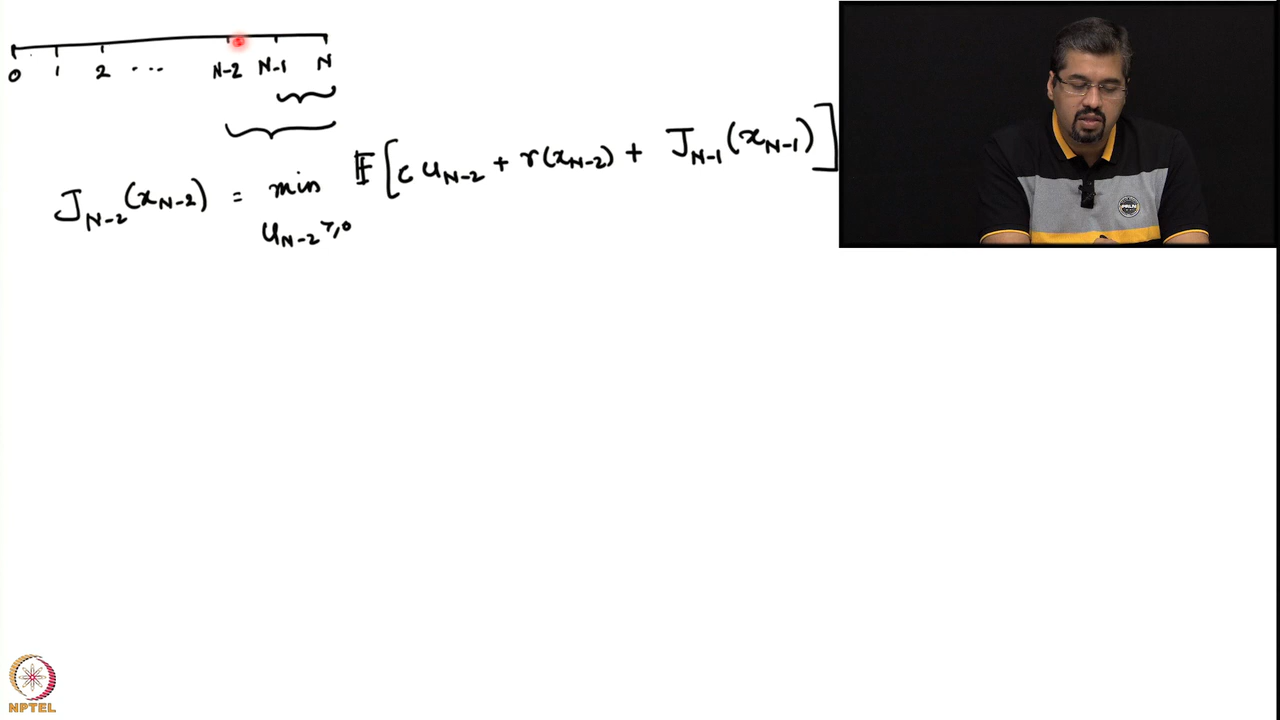 0 1 2 ... N-2 N-1 N
J_{N-2}(x_{N-2}) = min_{u_{N-2} ≥ 0} 𝔼[c u_{N-2} + r(x_{N-2}) + J_{N-1}(x_{N-1})]
NPTEL